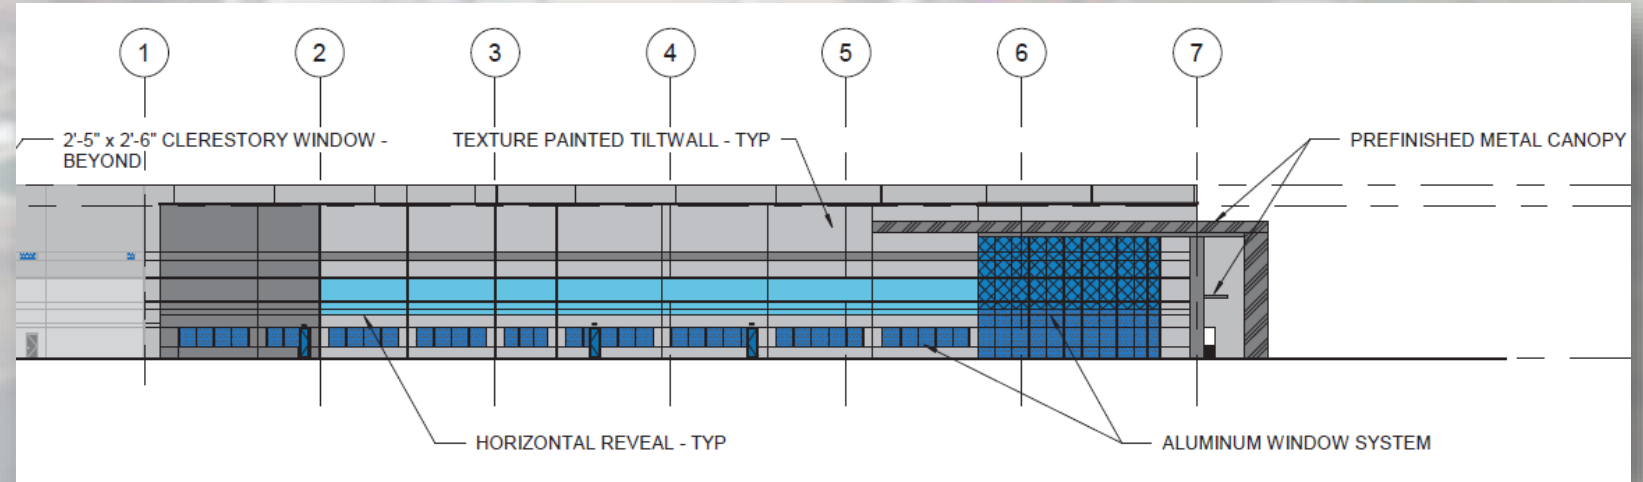 1 2 3 4 5 6 7
2'-5" x 2'-6" CLERESTORY WINDOW -
BEYOND
TEXTURE PAINTED TILTWALL - TYP
PREFINISHED METAL CANOPY
HORIZONTAL REVEAL - TYP
ALUMINUM WINDOW SYSTEM